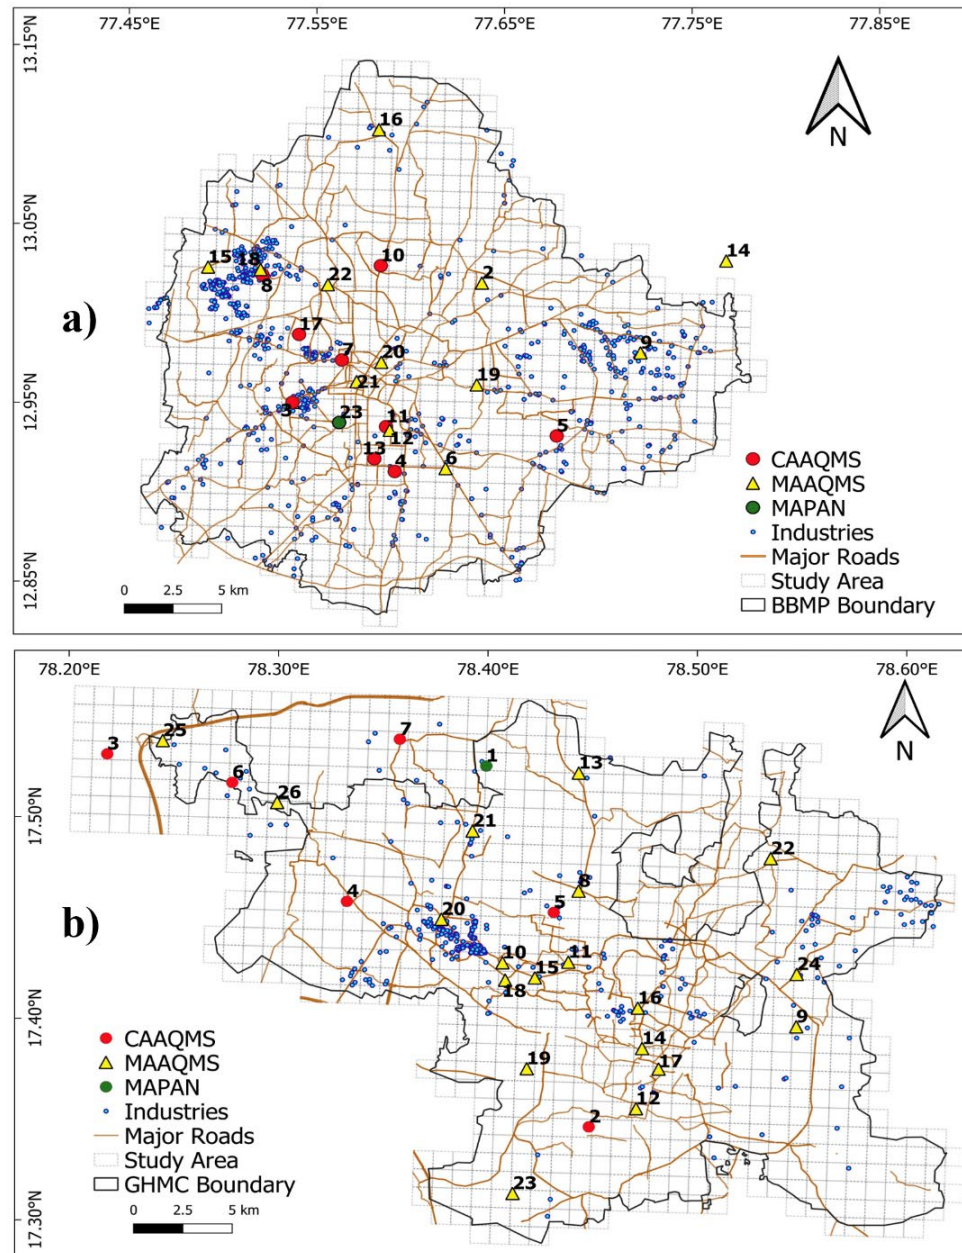 77.45°E 77.55°E 77.65°E 77.75°E 77.85°E
13.15°N
N
16
13.05°N
14
10
15 18
8
22
2
a)
17
7
20
9
21
19
12.95°N
3
23
11
12
5
13
4
6
CAAQMS
MAAQMS
MAPAN
Industries
Major Roads
Study Area
BBMP Boundary
12.85°N
0 2.5 5 km
78.20°E 78.30°E 78.40°E 78.50°E 78.60°E
N
7
25
3
1
13
6
26
17.50°N
21
22
8
4
5
20
b)
10
11
15
24
18
16
9
17.40°N
14
19
17
12
2
23
CAAQMS
MAAQMS
MAPAN
Industries
Major Roads
Study Area
GHMC Boundary
0 2.5 5 km
17.30°N